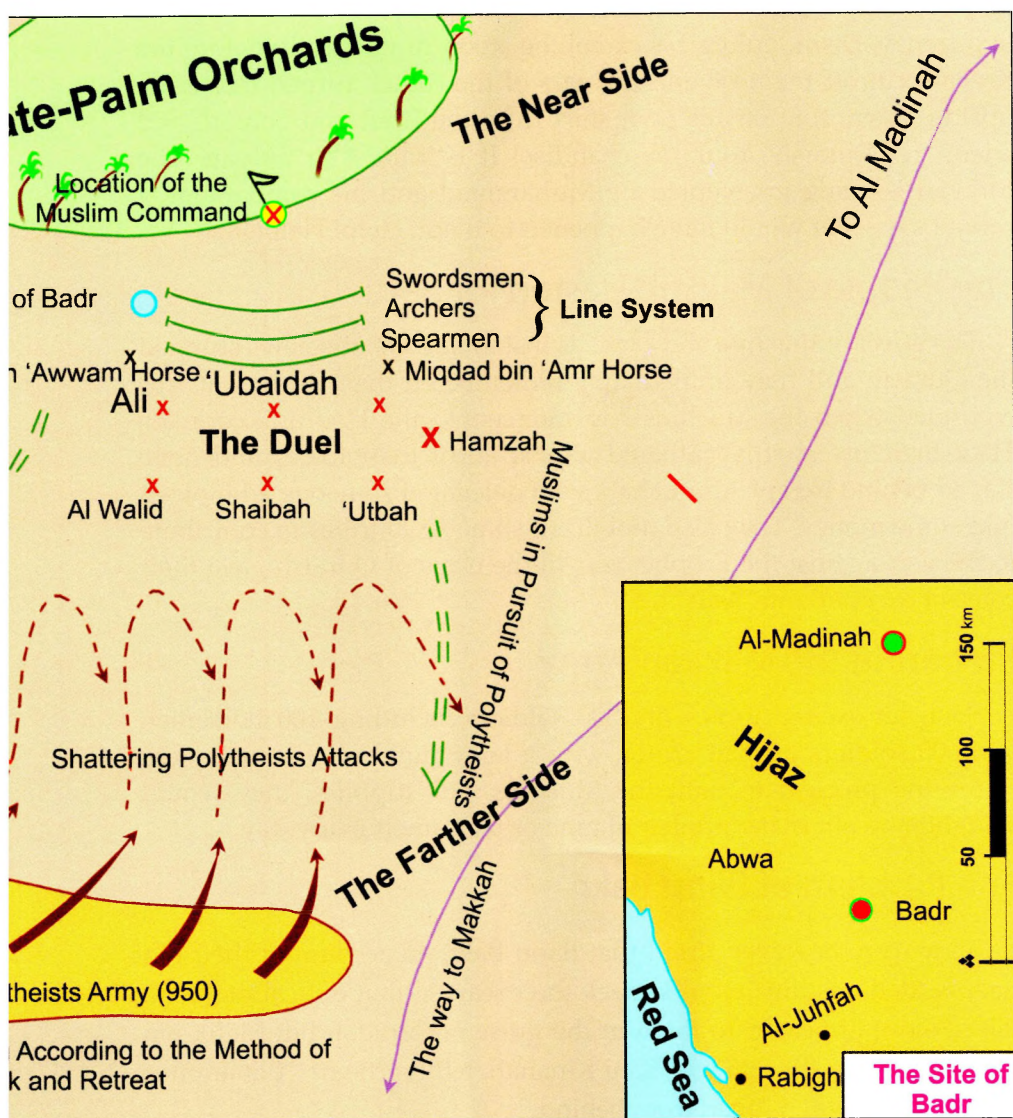 ate-Palm Orchards
The Near Side
To Al Madinah
Location of the
Muslim Command
of Badr
Swordsmen
Archers
Spearmen
Line System
'Awwam Horse
Miqdad bin 'Amr Horse
Ali
'Ubaidah
The Duel
Hamzah
Al Walid
Shaibah
'Utbah
Muslims in Pursuit of Polytheists
Shattering Polytheists Attacks
The Farther Side
The way to Makkah
theists Army (950)
According to the Method of
k and Retreat
Al-Madinah
150 km
Hijaz
100
Abwa
50
Badr
Red Sea
Al-Juhfah
Rabigh
The Site of
Badr